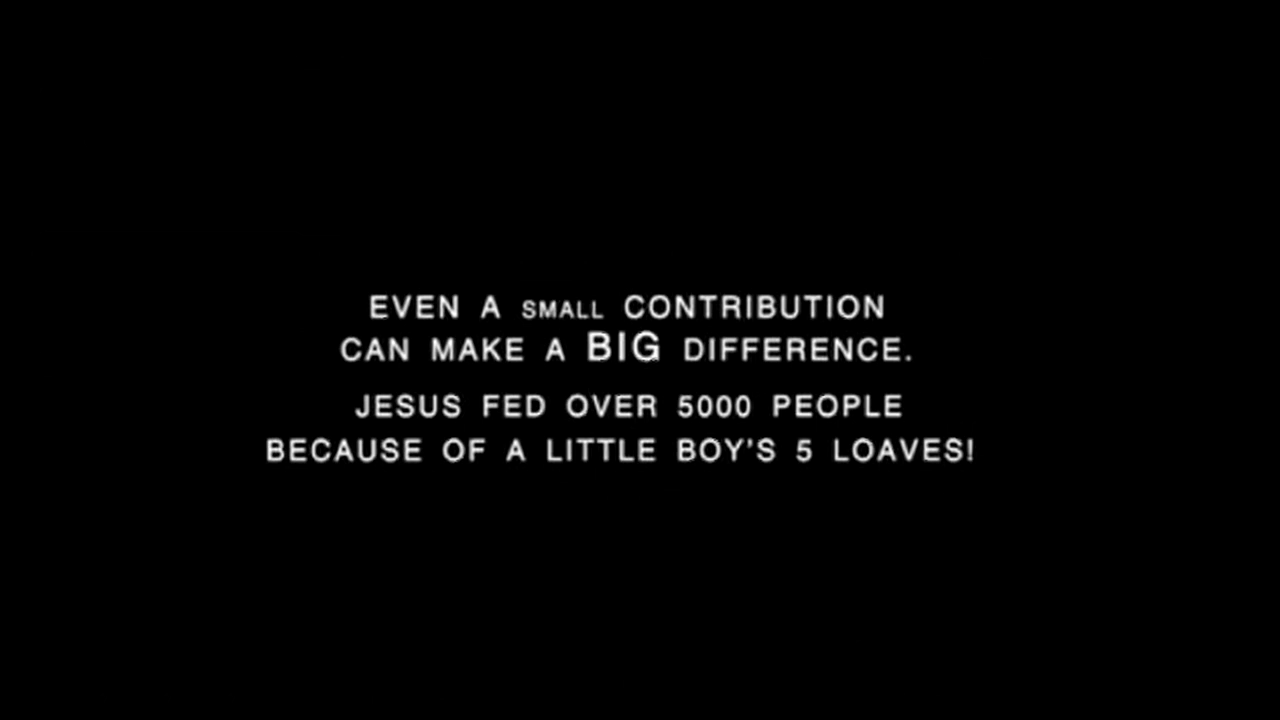 EVEN A SMALL CONTRIBUTION
CAN MAKE A BIG DIFFERENCE.
JESUS FED OVER 5000 PEOPLE
BECAUSE OF A LITTLE BOY'S 5 LOAVES!